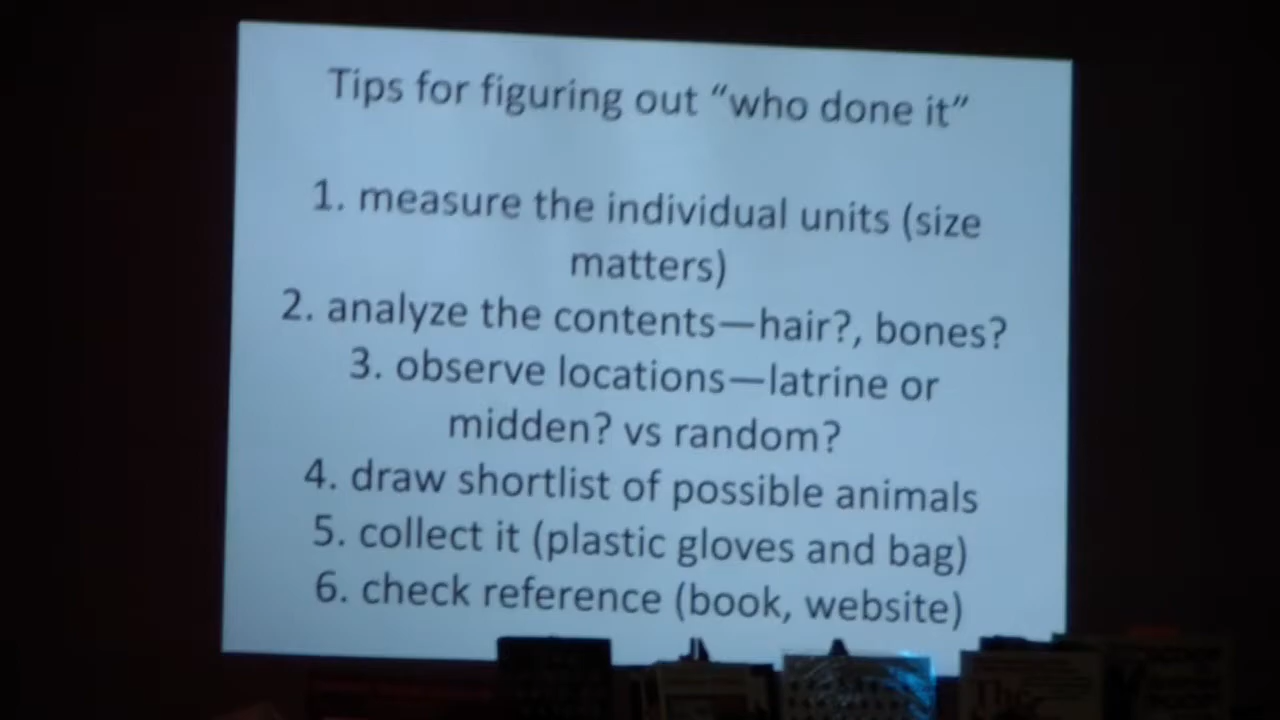 Tips for figuring out “who done it”
1. measure the individual units (size
matters)
2. analyze the contents—hair?, bones?
3. observe locations—latrine or
midden? vs random?
4. draw shortlist of possible animals
5. collect it (plastic gloves and bag)
6. check reference (book, website)